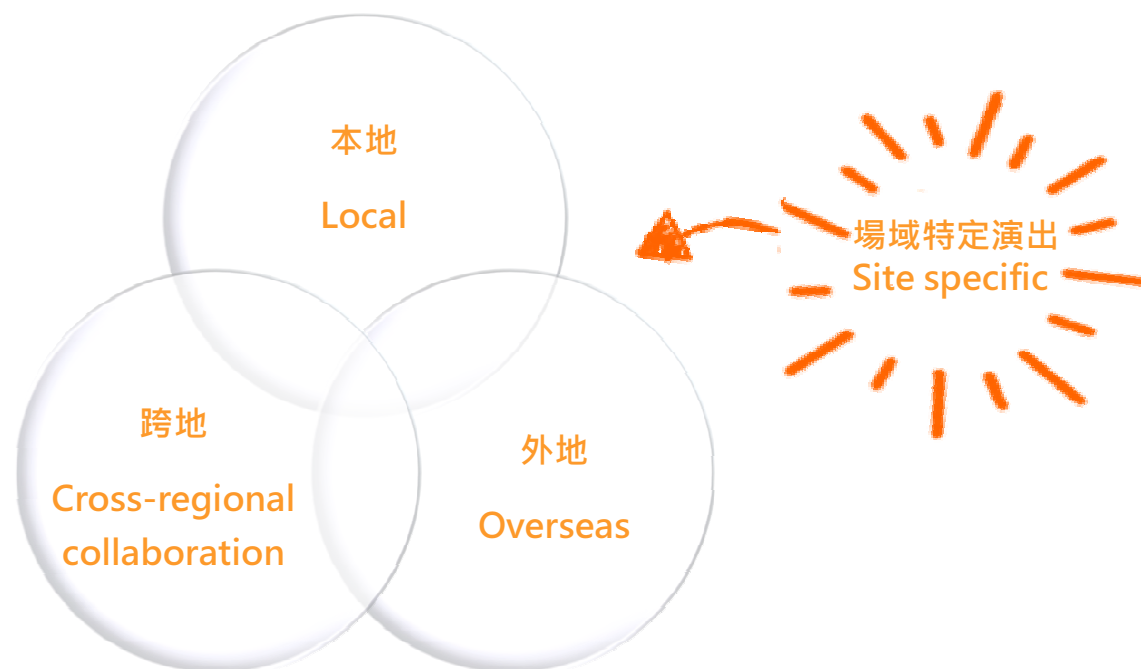 本地
Local
場域特定演出
Site specific
跨地
Cross-regional
collaboration
外地
Overseas